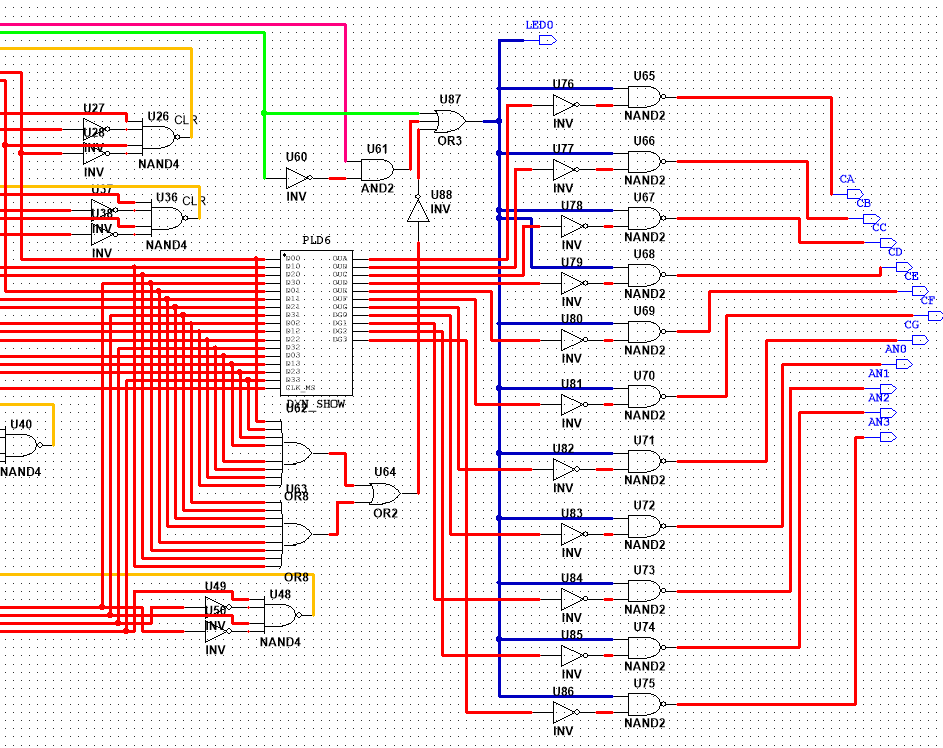 LED0
U76
U65
INV
NAND2
U87
OR3
U27
U26
CLR
U28
INV
INV
NAND4
U60
INV
U61
AND2
U77
U66
INV
NAND2
U88
INV
CA
CB
CC
CD
CE
CF
CG
AN0
AN1
AN2
AN3
U37
U36
CLR
U38
INV
INV
NAND4
U78
U67
INV
NAND2
PLD6
CLK_MS
DYN_SHOW
U79
U68
INV
NAND2
U80
U69
INV
NAND2
U81
U70
INV
NAND2
U62
U40
NAND4
U82
U71
INV
NAND2
U63
OR8
U64
OR2
U83
U72
INV
NAND2
OR8
U49
U48
U50
INV
INV
NAND4
U84
U73
INV
NAND2
U85
U74
INV
NAND2
U86
U75
INV
NAND2